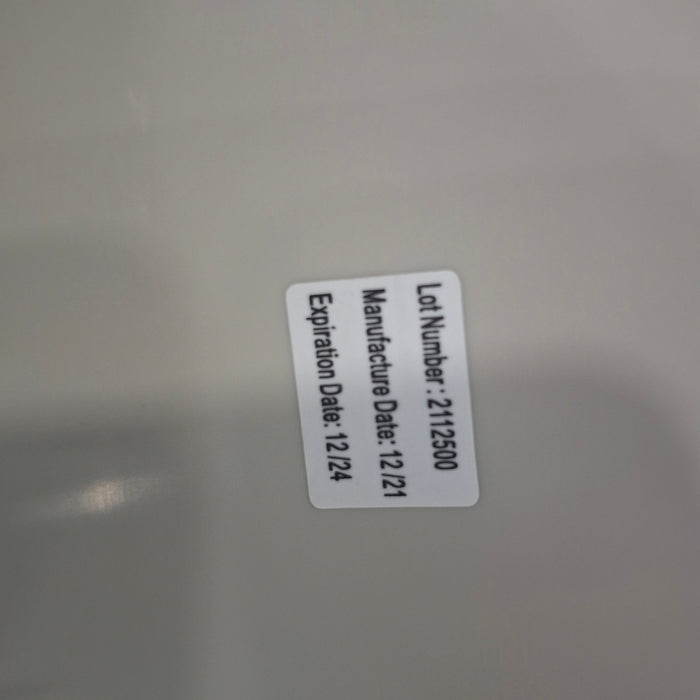 Lot Number : 2112500
Manufacture Date: 12 /21
Expiration Date: 12 /24